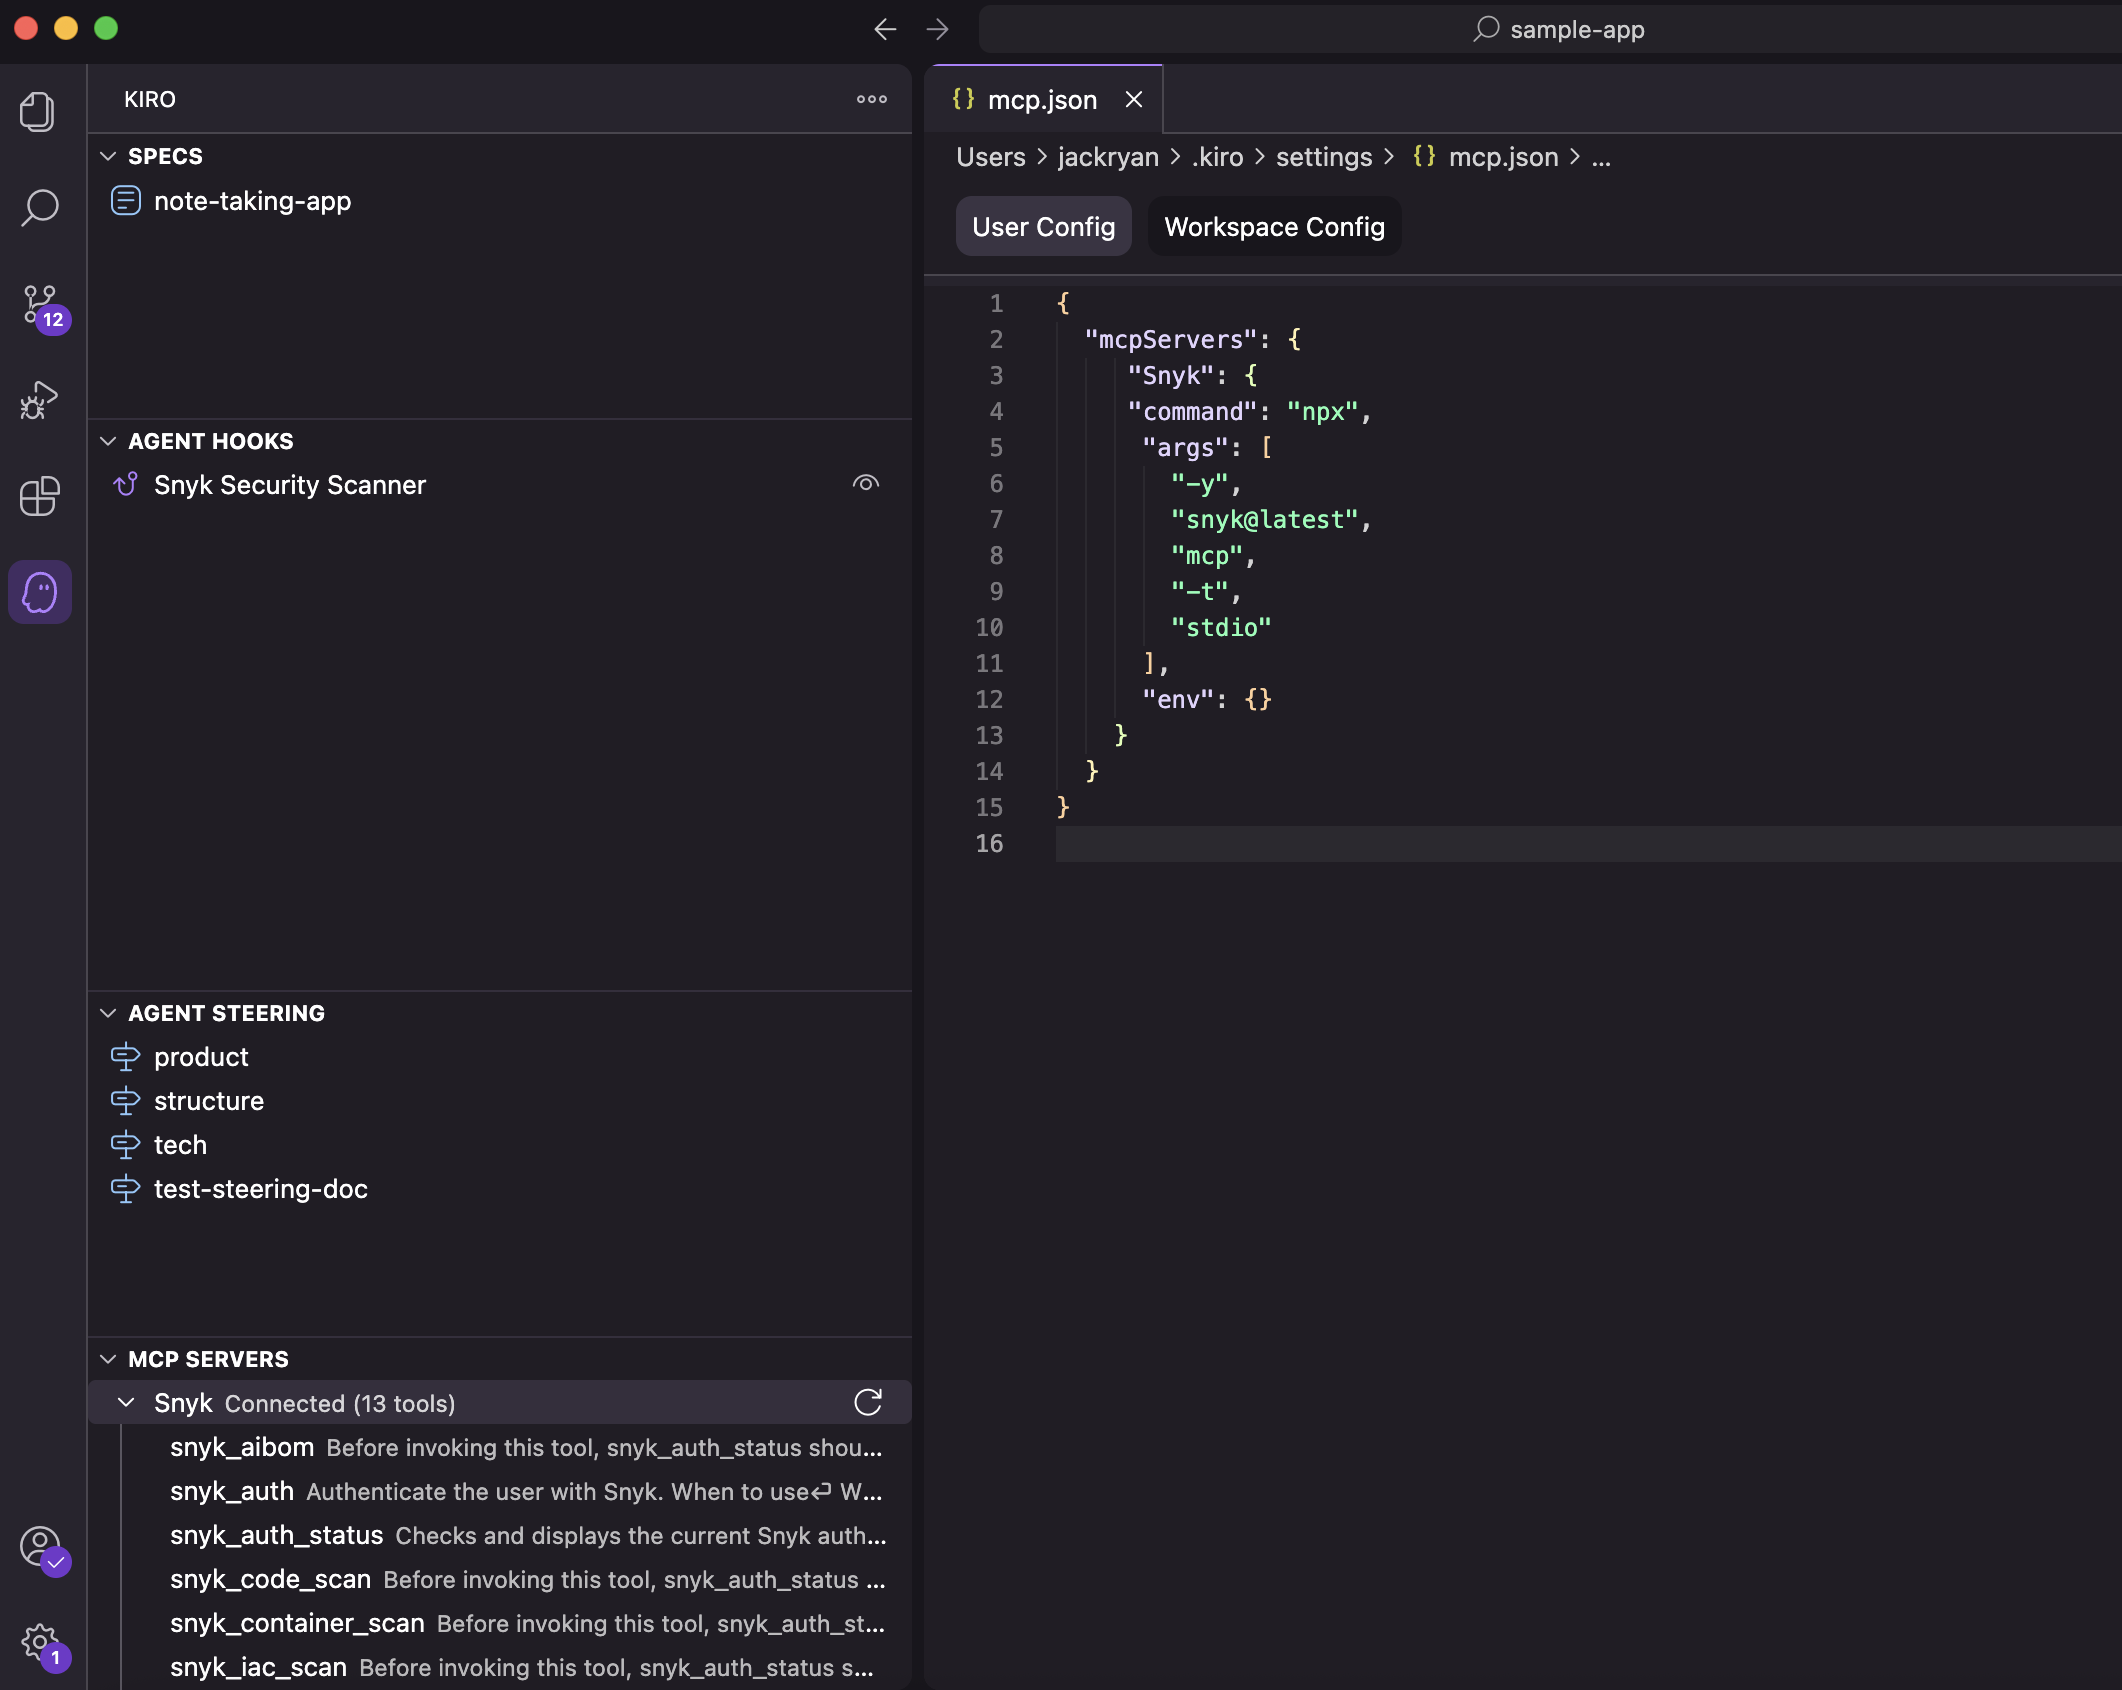 sample-app
KIRO
SPECS
note-taking-app
AGENT HOOKS
Snyk Security Scanner
AGENT STEERING
product
structure
tech
test-steering-doc
MCP SERVERS
Snyk Connected (13 tools)
snyk_aibom Before invoking this tool, snyk_auth_status shou...
snyk_auth Authenticate the user with Snyk. When to use⏎ W...
snyk_auth_status Checks and displays the current Snyk auth...
snyk_code_scan Before invoking this tool, snyk_auth_status ...
snyk_container_scan Before invoking this tool, snyk_auth_st...
snyk_iac_scan Before invoking this tool, snyk_auth_status s...
12
1
{} mcp.json
Users > jackryan > .kiro > settings > {} mcp.json > ...
User Config Workspace Config
1 {
2 "mcpServers": {
3 "Snyk": {
4 "command": "npx",
5 "args": [
6 "-y",
7 "snyk@latest",
8 "mcp",
9 "-t",
10 "stdio"
11 ],
12 "env": {}
13 }
14 }
15 }
16